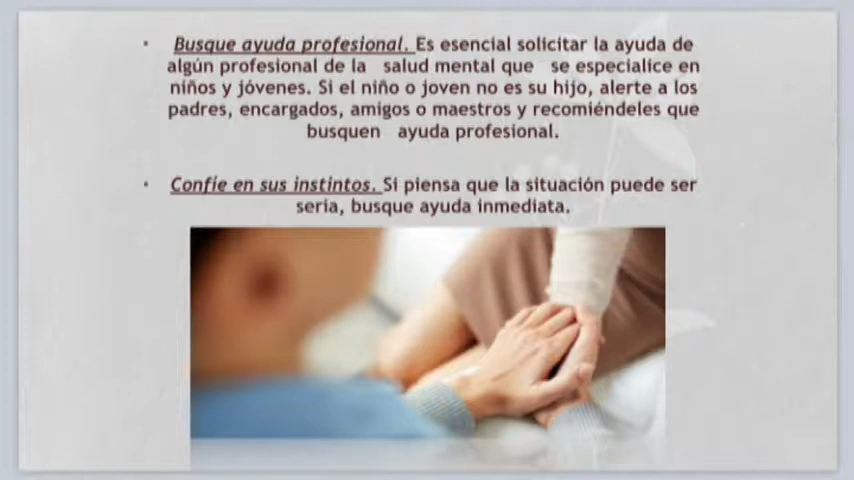 • Busque ayuda profesional. Es esencial solicitar la ayuda de
algún profesional de la salud mental que se especialice en
niños y jóvenes. Si el niño o joven no es su hijo, alerte a los
padres, encargados, amigos o maestros y recomiéndeles que
busquen ayuda profesional.
• Confíe en sus instintos. Si piensa que la situación puede ser
seria, busque ayuda inmediata.